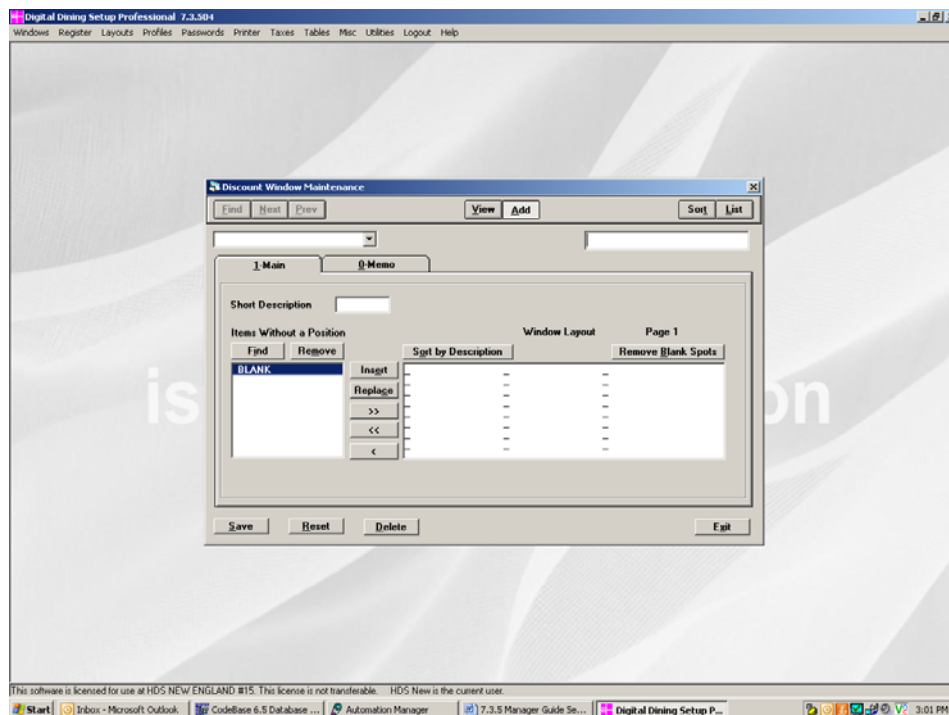 Digital Dining Setup Professional 7.3.504
Windows Register Layouts Profiles Passwords Printer Taxes Tables Misc Utilities Logout Help
Discount Window Maintenance
Find Next Prev View Add Sort List
1-Main 0-Memo
Short Description
Items Without a Position Window Layout Page 1
Find Remove Sort by Description Remove Blank Spots
BLANK Insert
Replace
>>
<<
<
is on
Save Reset Delete Exit
This software is licensed for use at HDS NEW ENGLAND #15. This license is not transferable. HDS New is the current user.
Start Inbox - Microsoft Outlook CodeBase 6.5 Database ... Automation Manager 7.3.5 Manager Guide Se... Digital Dining Setup P... 3:01 PM